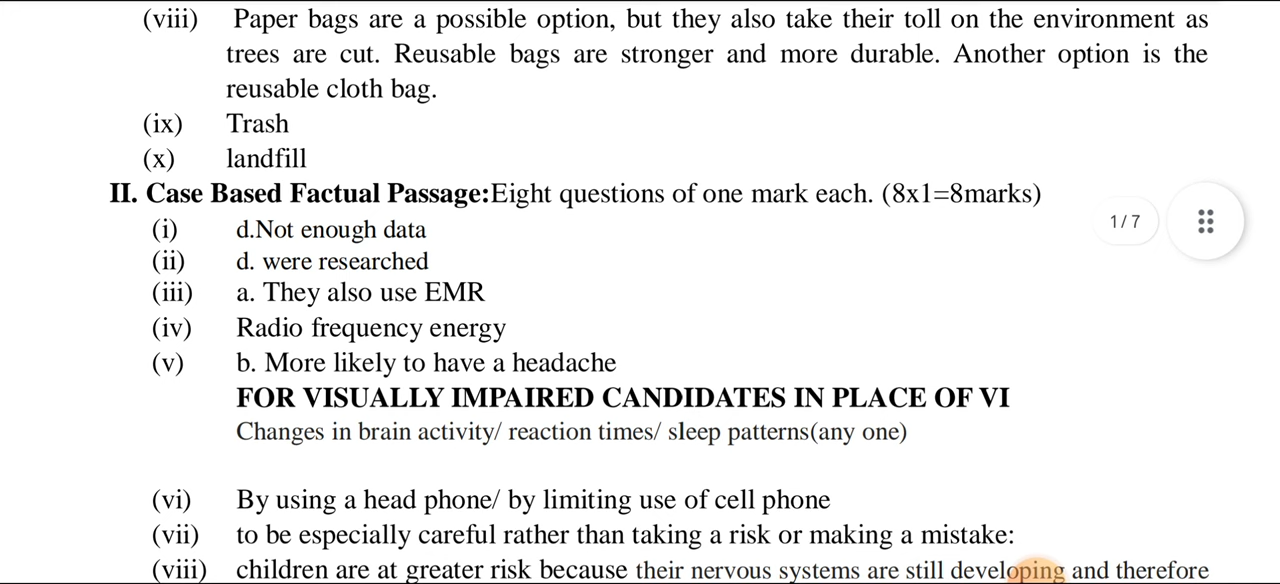 (viii) Paper bags are a possible option, but they also take their toll on the environment as
trees are cut. Reusable bags are stronger and more durable. Another option is the
reusable cloth bag.
(ix) Trash
(x) landfill
II. Case Based Factual Passage:Eight questions of one mark each. (8x1=8marks)
1/7
(i) d.Not enough data
(ii) d. were researched
(iii) a. They also use EMR
(iv) Radio frequency energy
(v) b. More likely to have a headache
FOR VISUALLY IMPAIRED CANDIDATES IN PLACE OF VI
Changes in brain activity/ reaction times/ sleep patterns(any one)
(vi) By using a head phone/ by limiting use of cell phone
(vii) to be especially careful rather than taking a risk or making a mistake:
(viii) children are at greater risk because their nervous systems are still developing and therefore